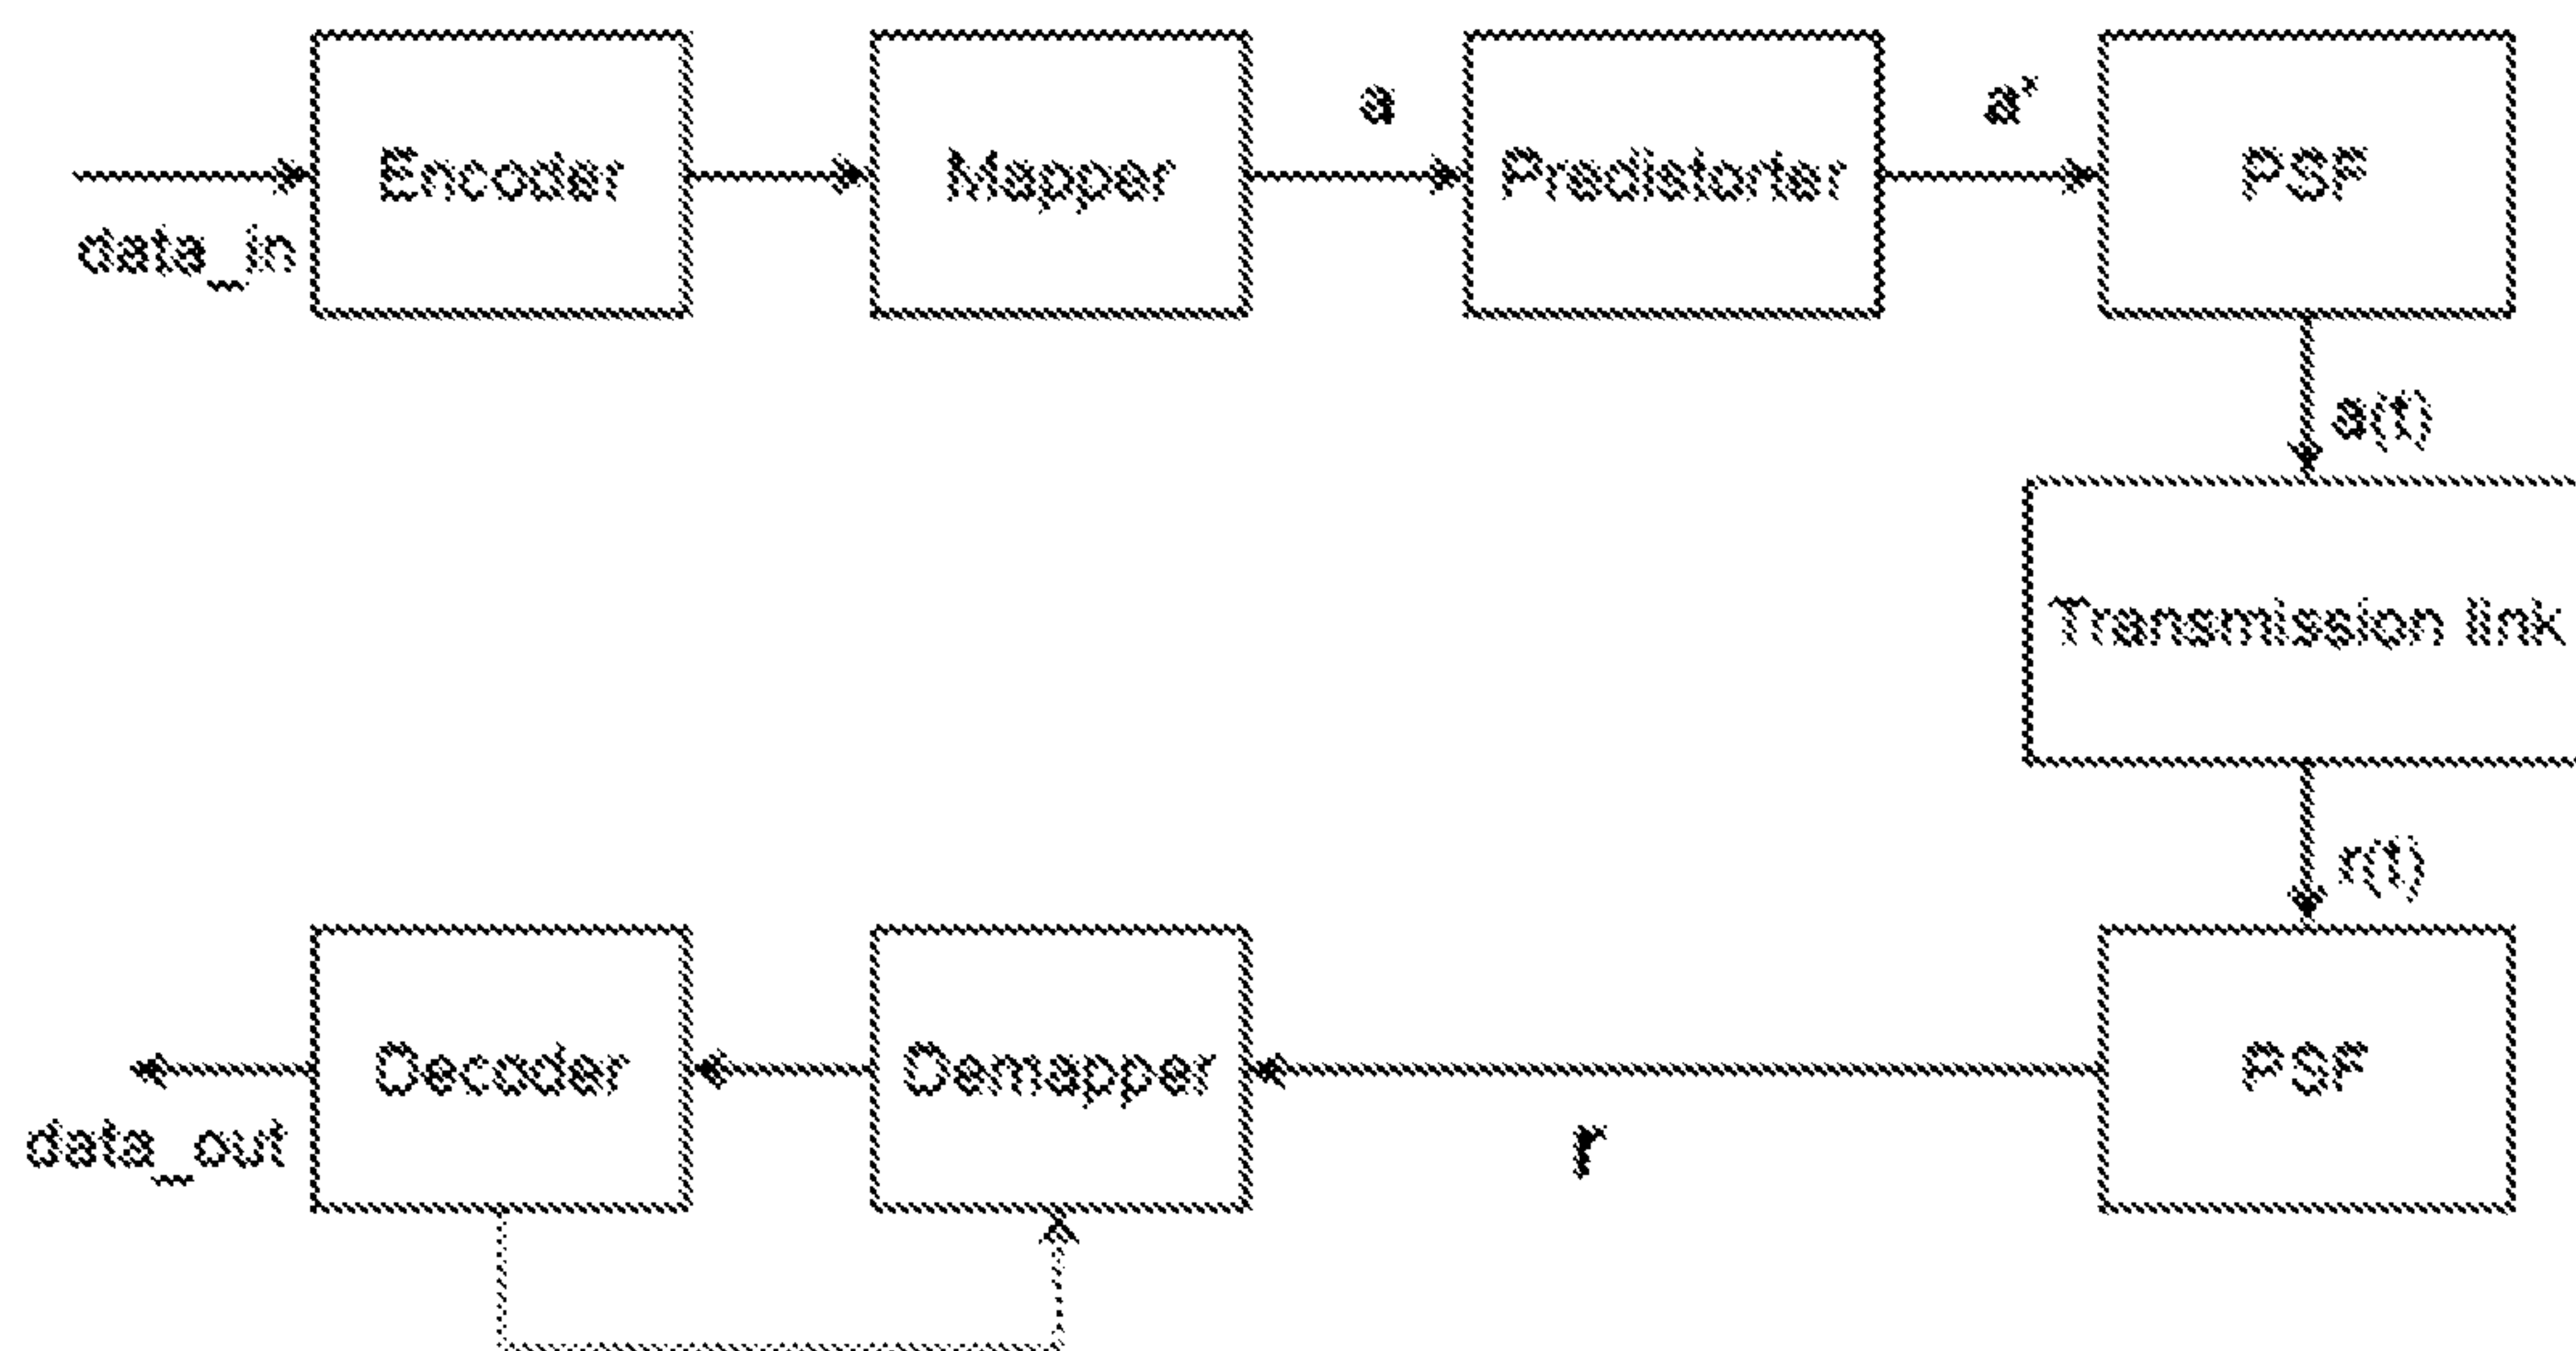 Encoder
Mapper
a
Predistorter
a'
PSF
data_in
a(t)
Transmission link
r(t)
Decoder
Demapper
PSF
data_out
r